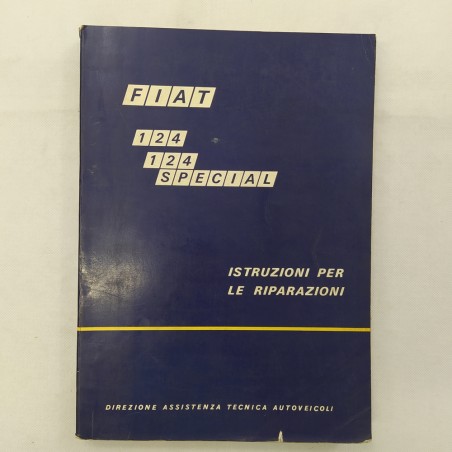 FIAT
124
124
SPECIAL
ISTRUZIONI PER
LE RIPARAZIONI
DIREZIONE ASSISTENZA TECNICA AUTOVEICOLI